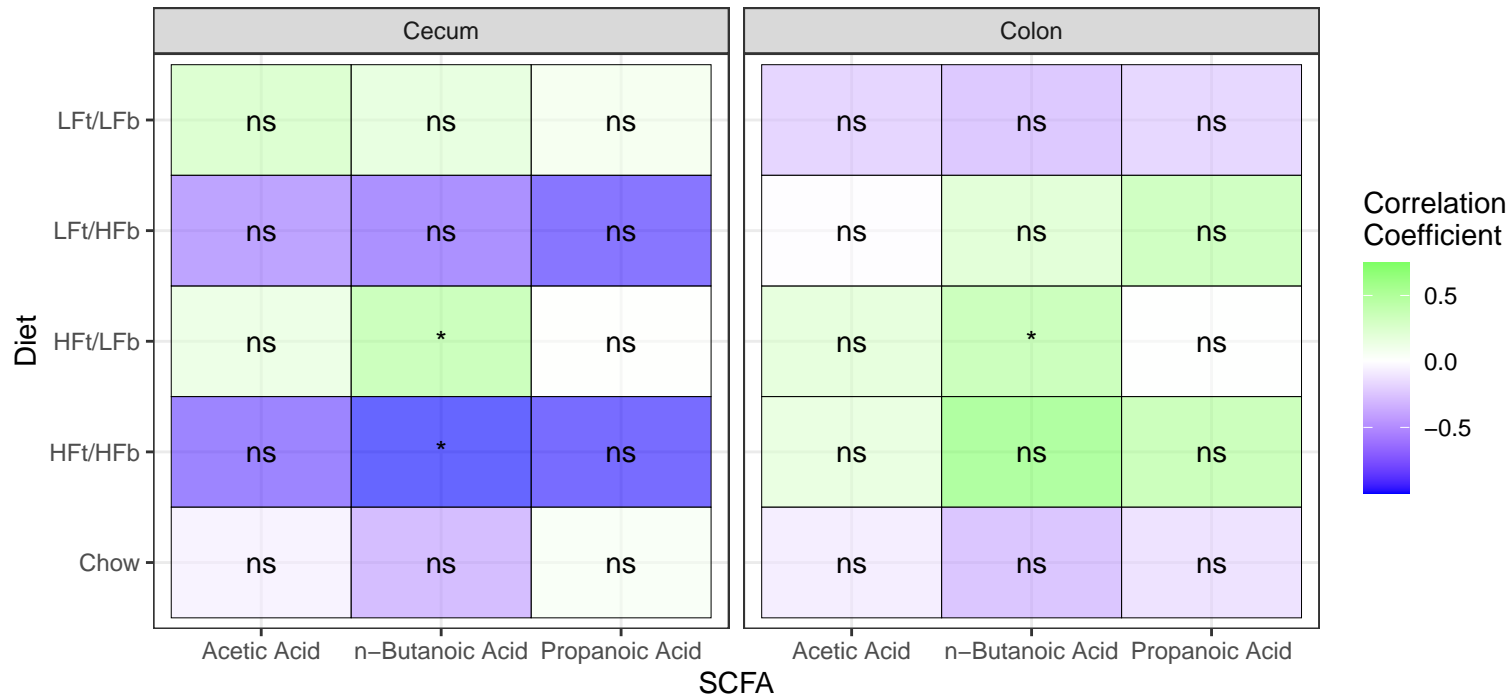 Cecum
Colon
Diet
LFt/LFb
ns ns ns ns ns ns
LFt/HFb
ns ns ns ns ns ns
HFt/LFb
ns * ns ns * ns
HFt/HFb
ns * ns ns ns ns
Chow
ns ns ns ns ns ns
Acetic Acid n−Butanoic Acid Propanoic Acid
Acetic Acid n−Butanoic Acid Propanoic Acid
SCFA
Correlation
Coefficient
0.5
0.0
−0.5